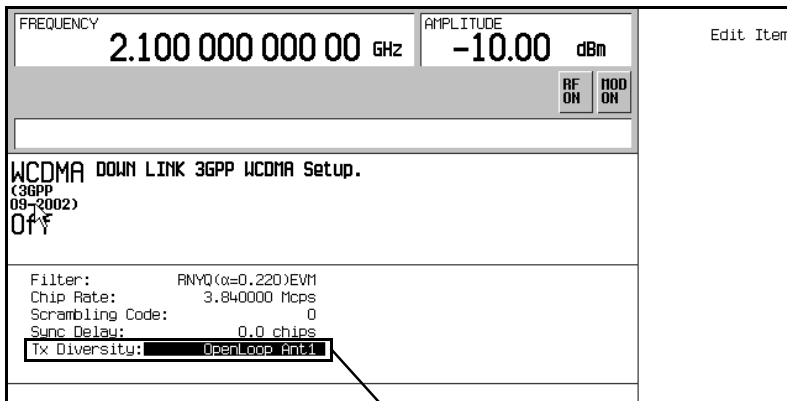 FREQUENCY
2.100 000 000 00 GHz
AMPLITUDE
-10.00 dBm
Edit Item
RF ON
MOD ON
WCDMA DOWN LINK 3GPP WCDMA Setup.
(3GPP
09-2002)
Off
Filter: RNYQ(α=0.220)EVM
Chip Rate: 3.840000 Mcps
Scrambling Code: 0
Sync Delay: 0.0 chips
Tx Diversity: OpenLoop Ant1